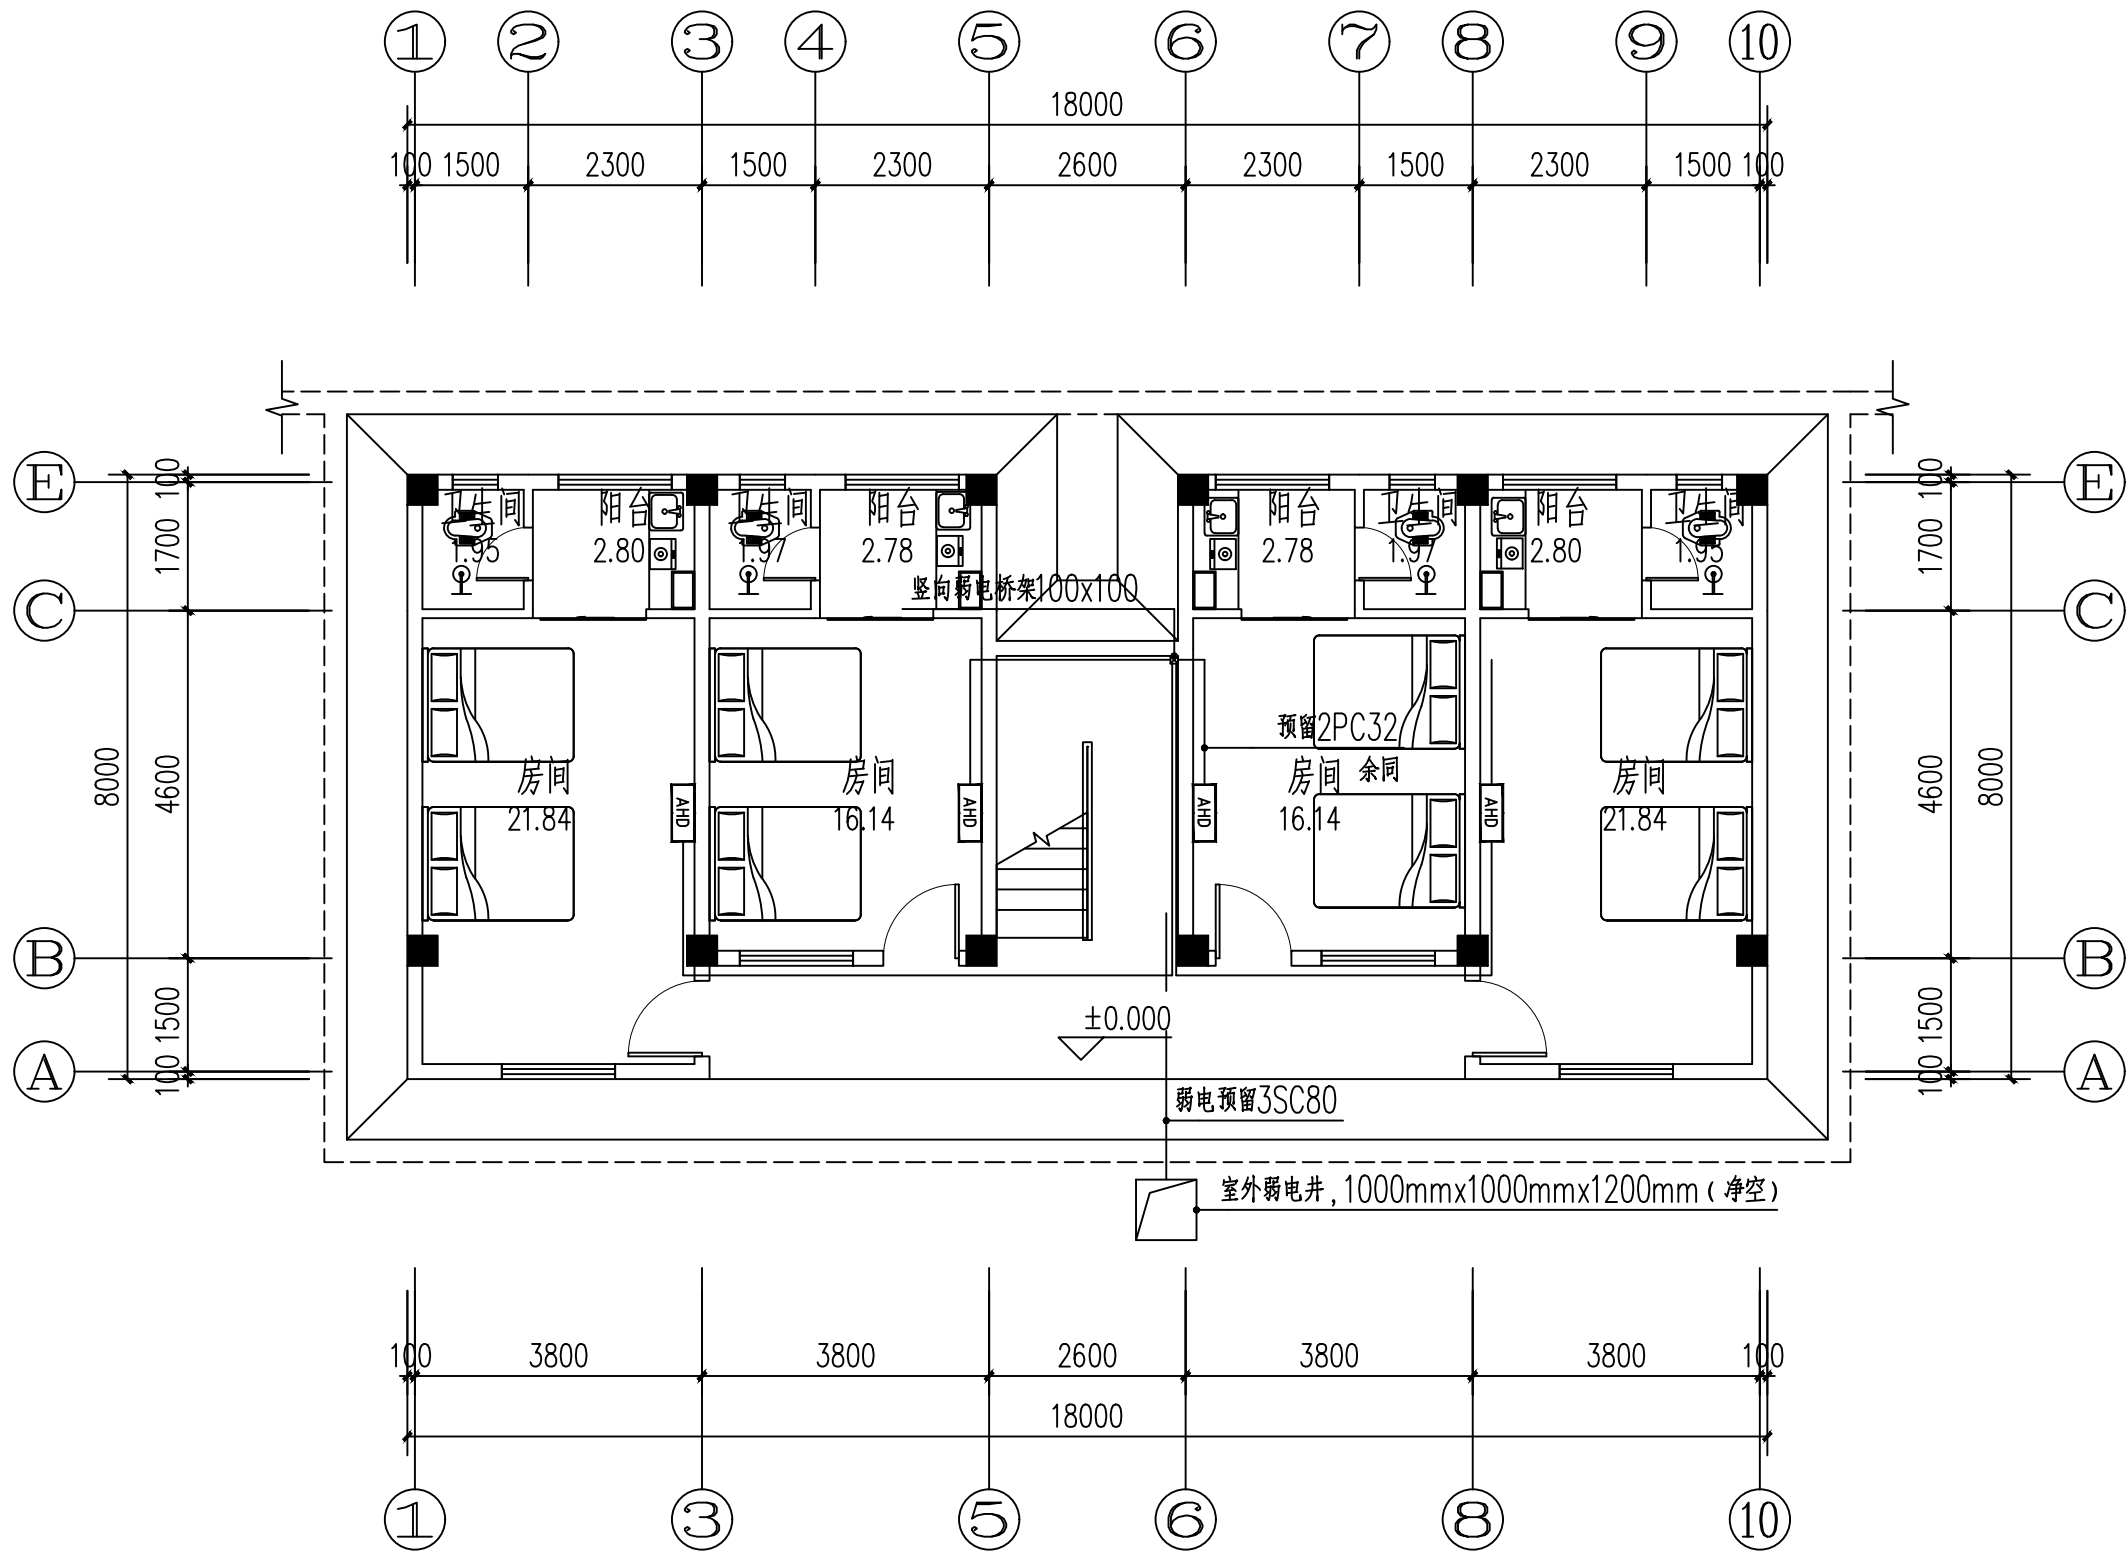 1 2 3 4 5 6 7 8 9 10
18000
100 1500 2300 1500 2300 2600 2300 1500 2300 1500 100
E E
100 100
卫生间 阳台 卫生间 阳台 阳台 卫生间 阳台 卫生间
1.95 2.80 1.97 2.78 2.78 1.97 2.80 1.95
1700 1700
竖向弱电桥架100x100
C C
预留2PC32
余同
8000 4600 4600 8000
房间 房间 房间 房间
21.84 16.14 16.14 21.84
AHD AHD AHD AHD
B B
1500 1500
±0.000
A A
100 100
弱电预留3SC80
室外弱电井,1000mmx1000mmx1200mm(净空)
100 3800 3800 2600 3800 3800 100
18000
1 3 5 6 8 10